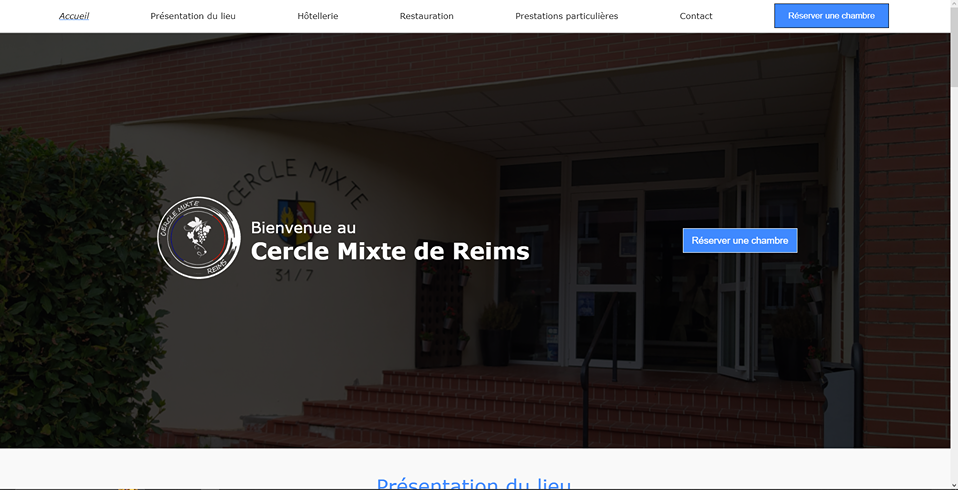 Accueil
Présentation du lieu
Hôtellerie
Restauration
Prestations particulières
Contact
Réserver une chambre
CERCLE MIXTE
31/7
CERCLE MIXTE
REIMS
Bienvenue au
Cercle Mixte de Reims
Réserver une chambre
Présentation du lieu